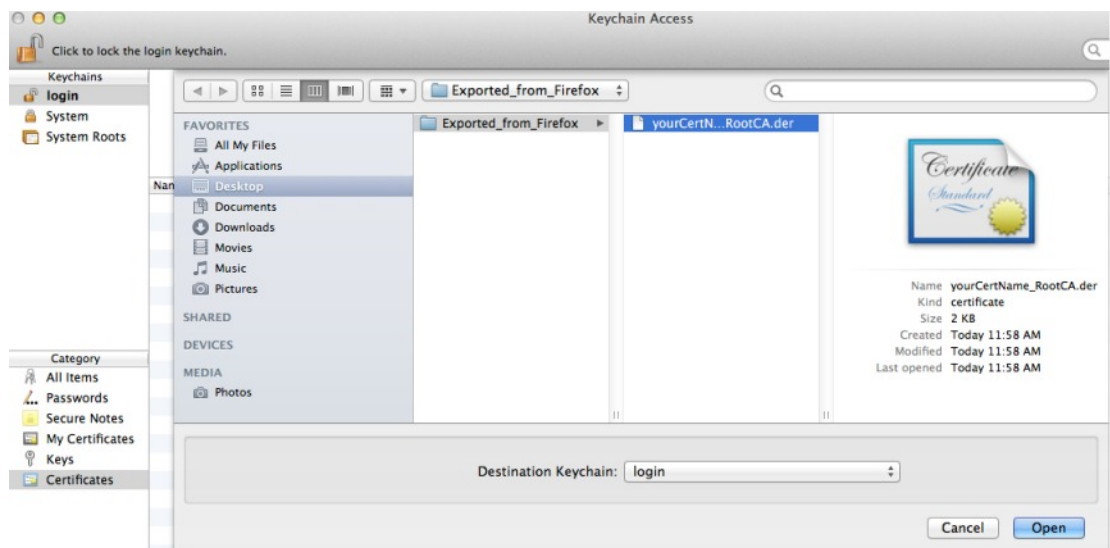 Keychain Access
Click to lock the login keychain.
Keychains
login
System
System Roots
Exported_from_Firefox
FAVORITES
All My Files
Applications
Desktop
Documents
Downloads
Movies
Music
Pictures
SHARED
DEVICES
MEDIA
Photos
Nan
Exported_from_Firefox
yourCertN...RootCA.der
Certificate
Standard
Name yourCertName_RootCA.der
Kind certificate
Size 2 KB
Created Today 11:58 AM
Modified Today 11:58 AM
Last opened Today 11:58 AM
Category
All Items
Passwords
Secure Notes
My Certificates
Keys
Certificates
Destination Keychain: login
Cancel Open